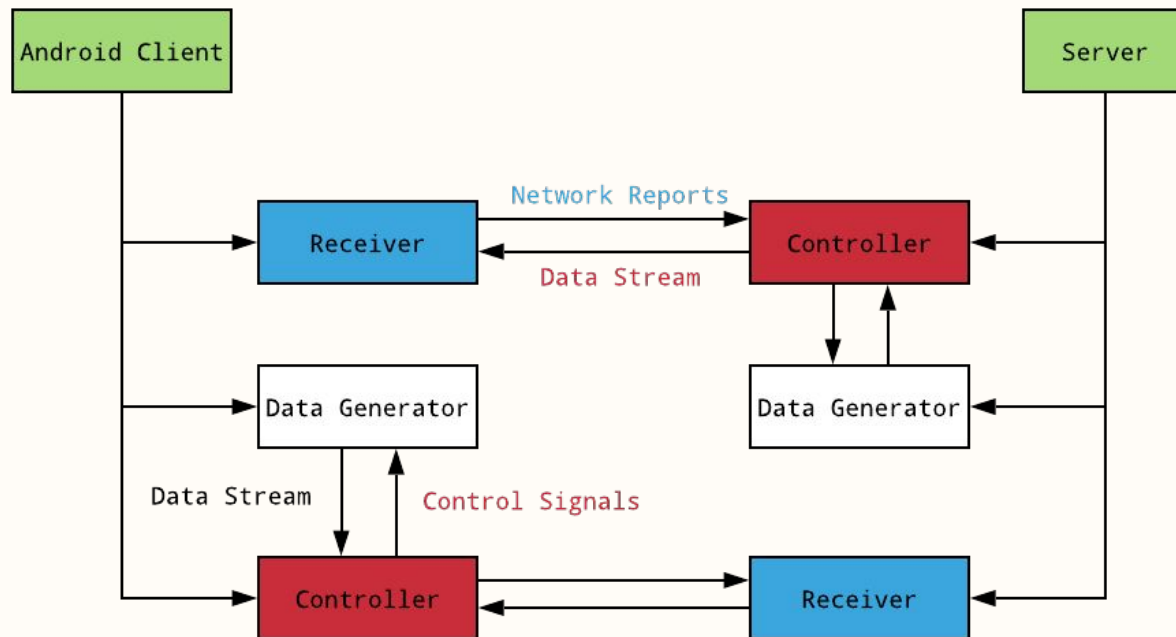 Android Client
Server
Network Reports
Receiver
Controller
Data Stream
Data Generator
Data Generator
Data Stream
Control Signals
Controller
Receiver